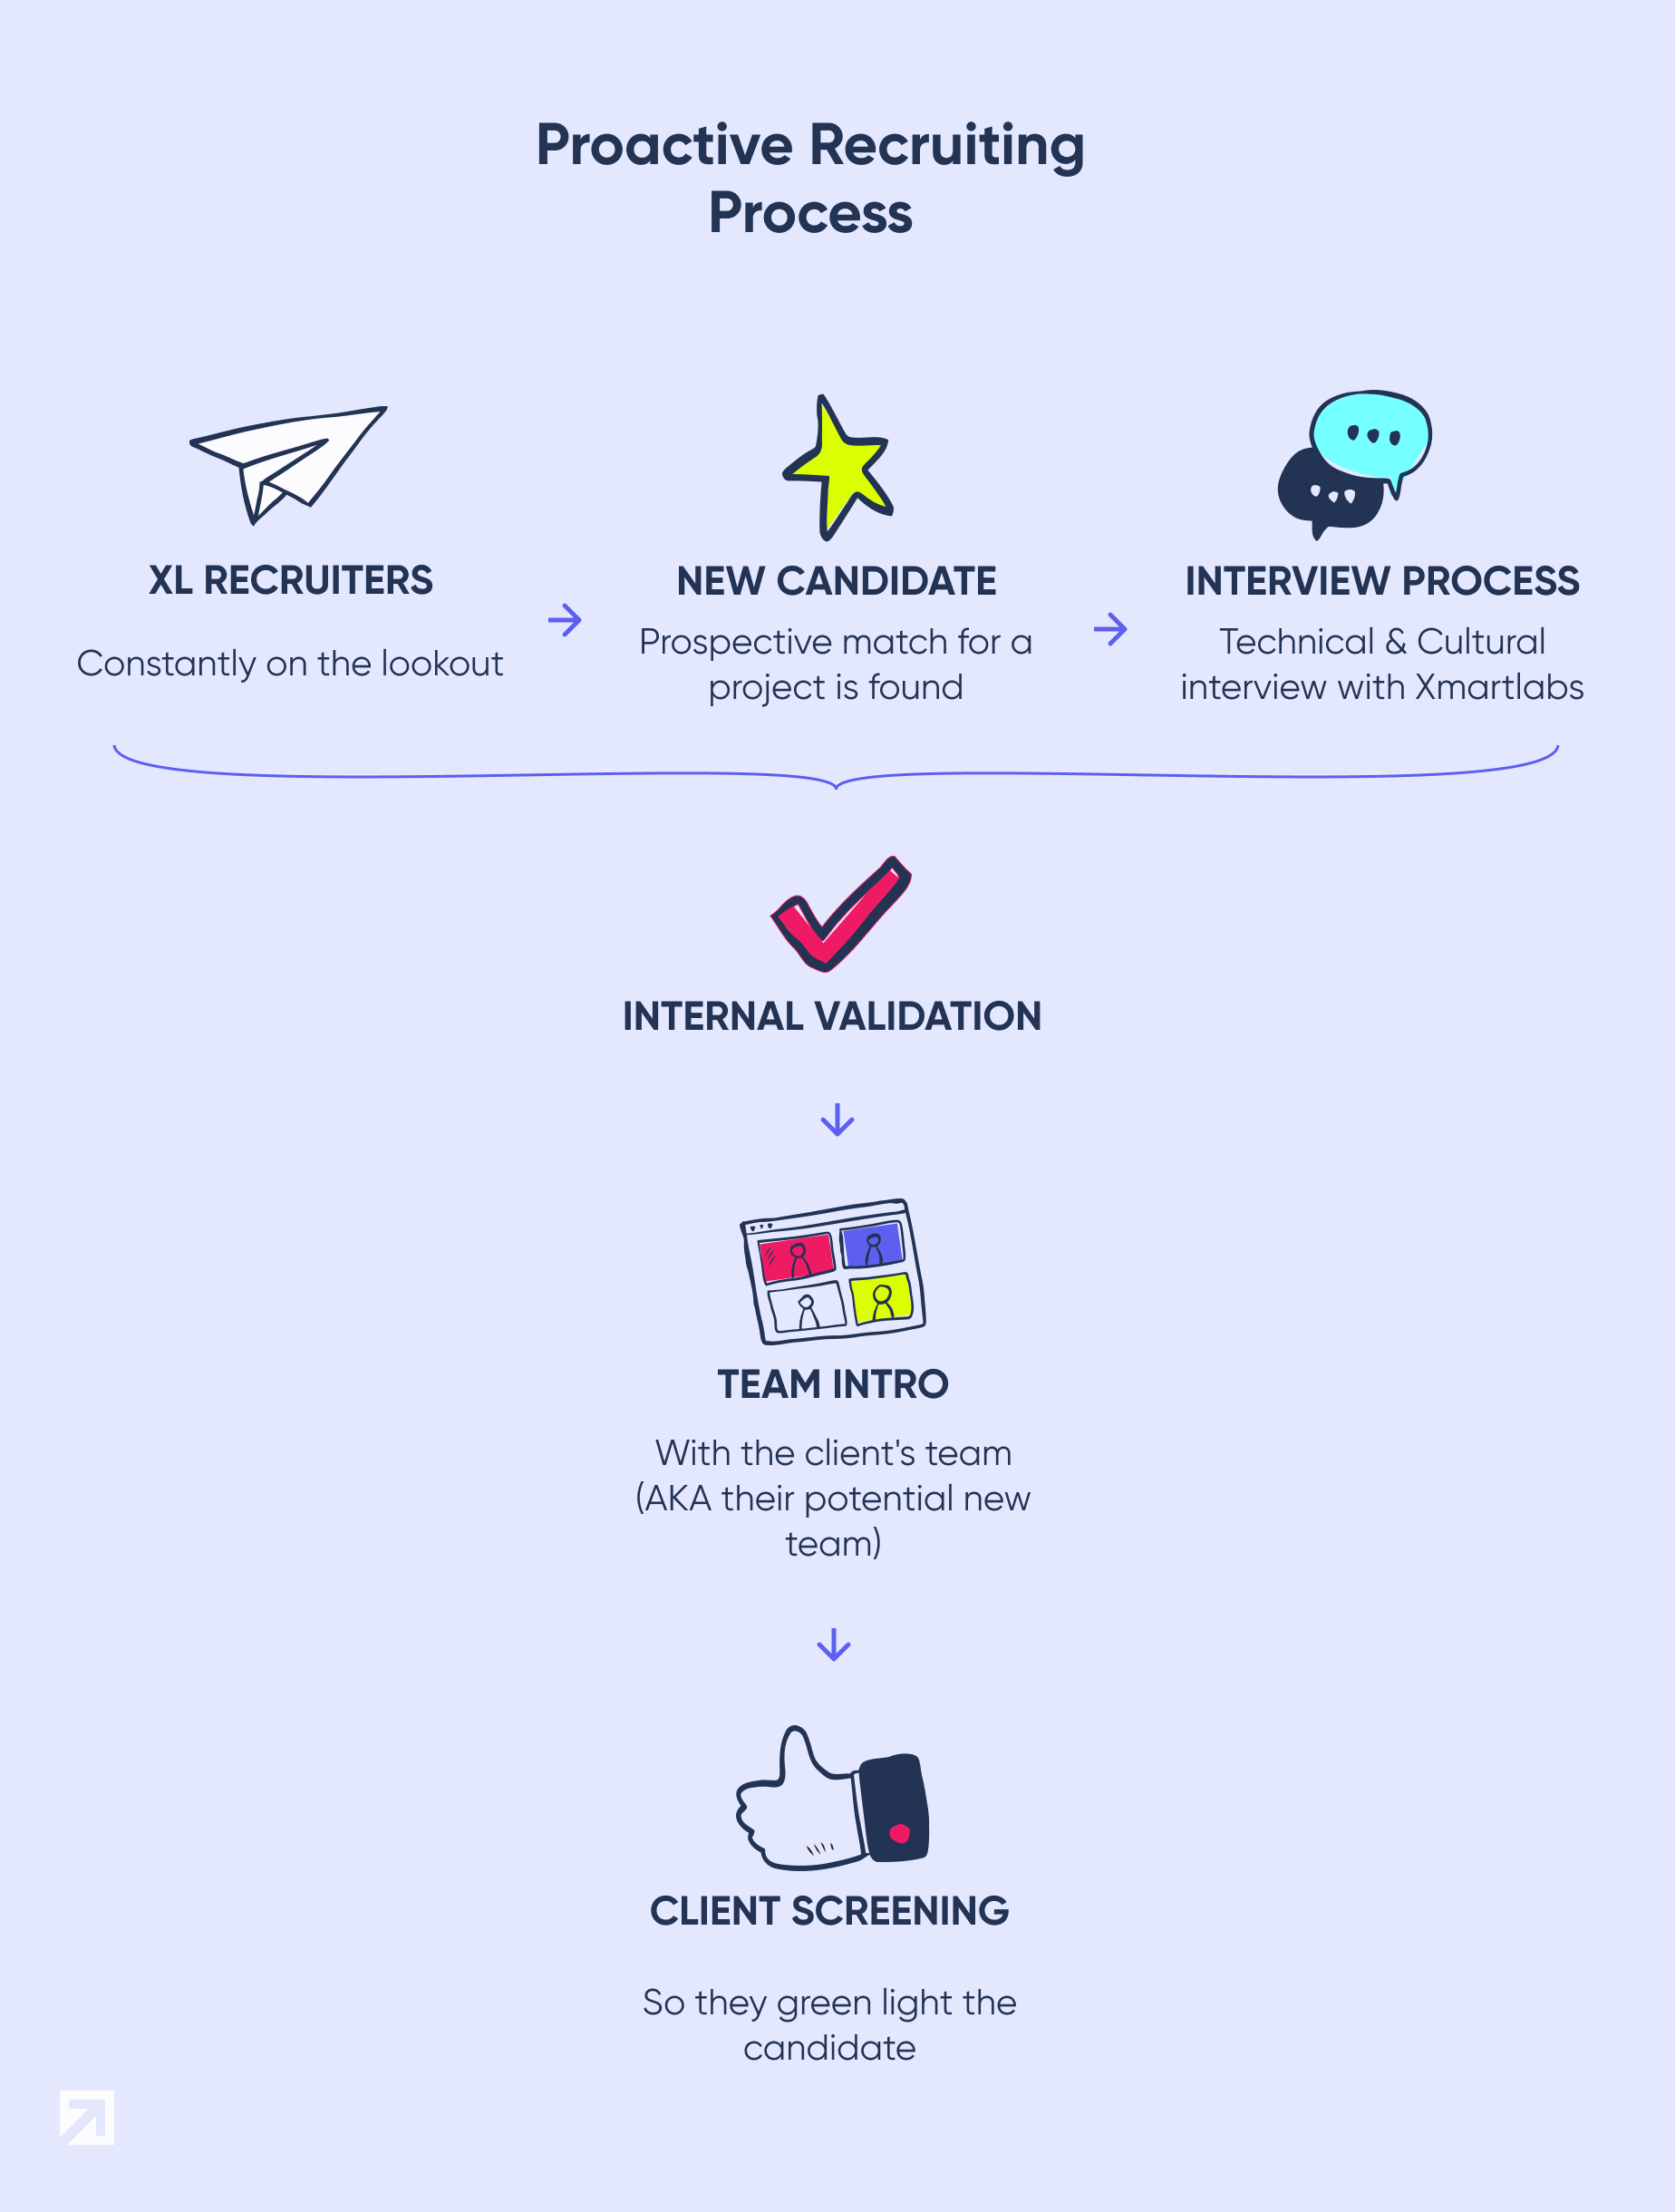 Proactive Recruiting
Process
XL RECRUITERS
Constantly on the lookout
NEW CANDIDATE
Prospective match for a
project is found
INTERVIEW PROCESS
Technical & Cultural
interview with Xmartlabs
INTERNAL VALIDATION
TEAM INTRO
With the client's team
(AKA their potential new
team)
CLIENT SCREENING
So they green light the
candidate